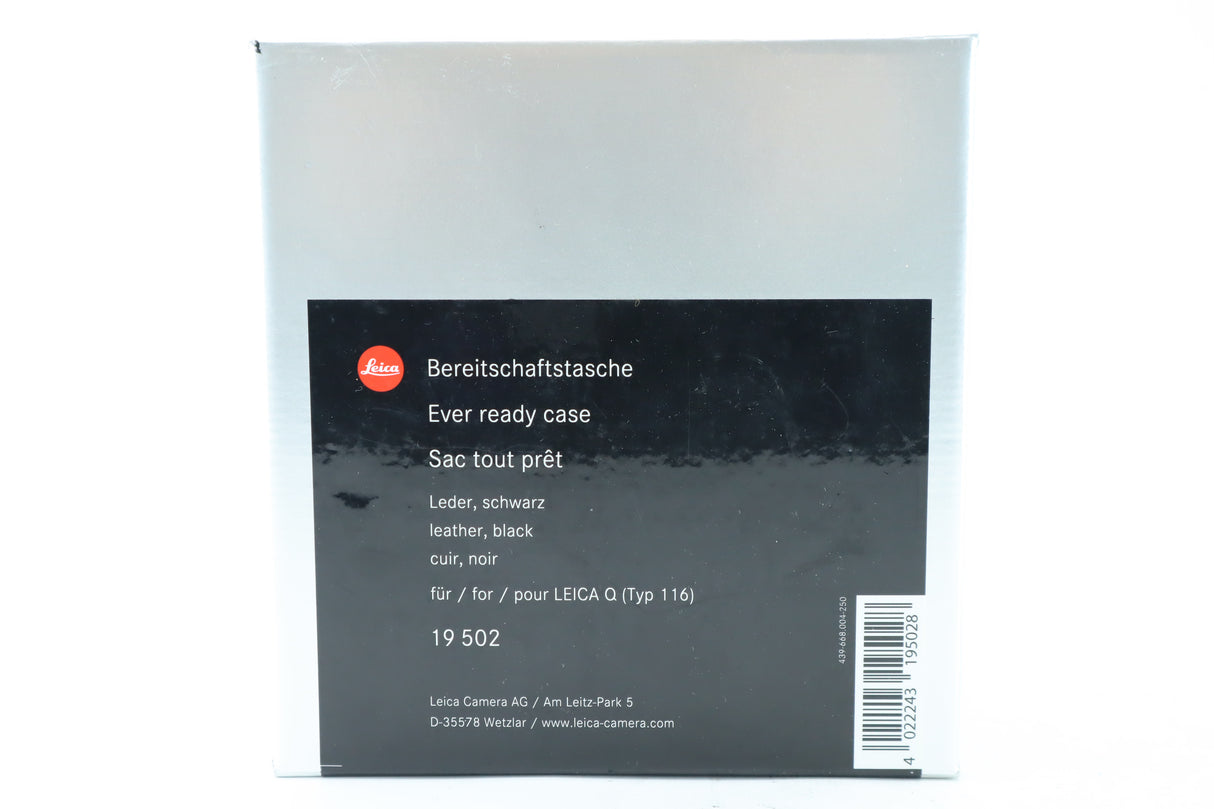 Leica
Bereitschaftstasche
Ever ready case
Sac tout prêt
Leder, schwarz
leather, black
cuir, noir
für / for / pour LEICA Q (Typ 116)
19 502
Leica Camera AG / Am Leitz-Park 5
D-35578 Wetzlar / www.leica-camera.com
439-668.004-250
4 022243 195028